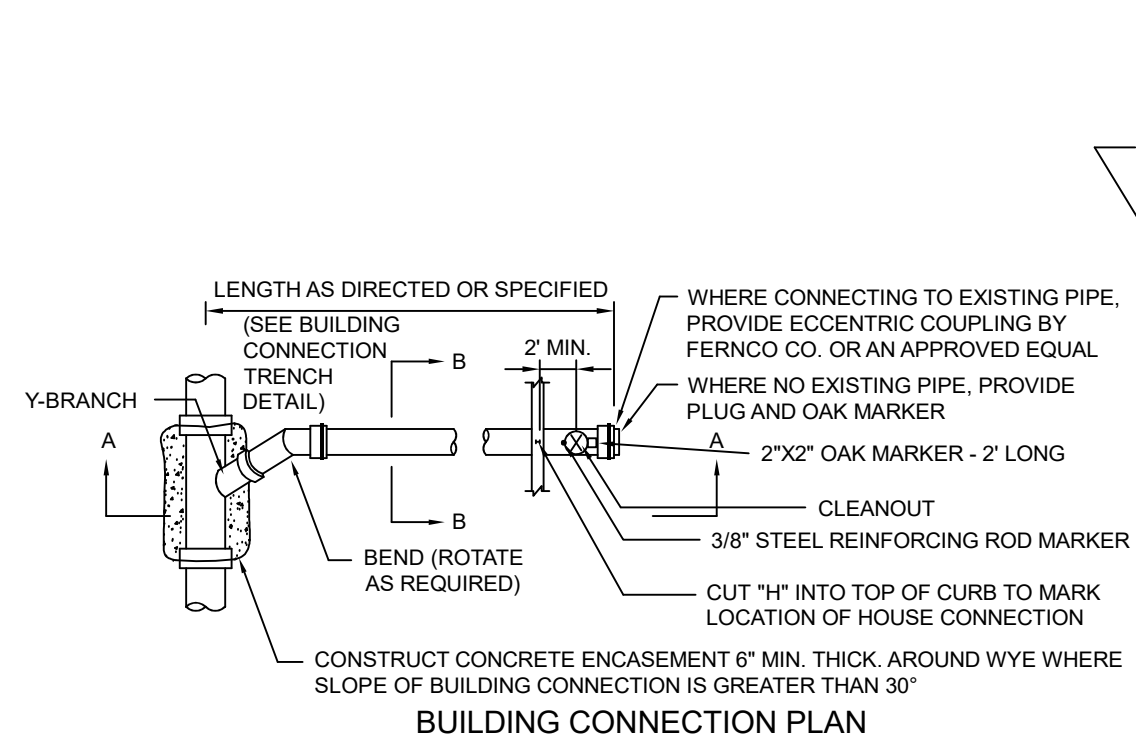 LENGTH AS DIRECTED OR SPECIFIED
(SEE BUILDING
CONNECTION
TRENCH
DETAIL)
B
2' MIN.
WHERE CONNECTING TO EXISTING PIPE,
PROVIDE ECCENTRIC COUPLING BY
FERNCO CO. OR AN APPROVED EQUAL
WHERE NO EXISTING PIPE, PROVIDE
PLUG AND OAK MARKER
Y-BRANCH
A
A
2"X2" OAK MARKER - 2' LONG
CLEANOUT
B
3/8" STEEL REINFORCING ROD MARKER
BEND (ROTATE
AS REQUIRED)
CUT "H" INTO TOP OF CURB TO MARK
LOCATION OF HOUSE CONNECTION
CONSTRUCT CONCRETE ENCASEMENT 6" MIN. THICK. AROUND WYE WHERE
SLOPE OF BUILDING CONNECTION IS GREATER THAN 30°
BUILDING CONNECTION PLAN